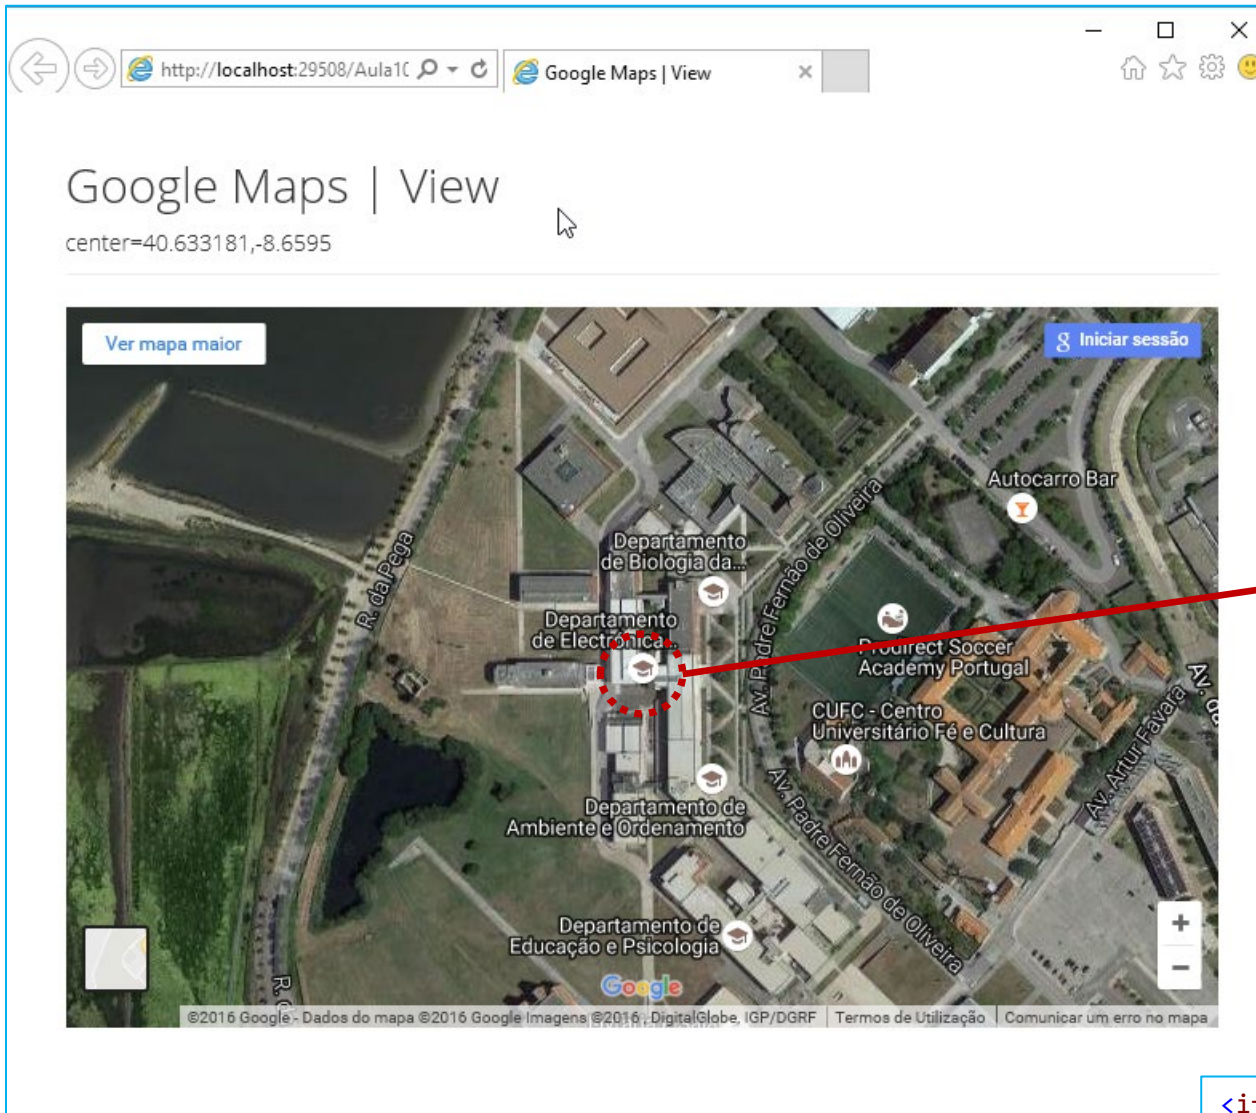 http://localhost:29508/Aula10
Google Maps | View
Google Maps | View
center=40.633181,-8.6595
Ver mapa maior
Iniciar sessão
Autocarro Bar
Departamento
de Biologia da...
Departamento
de Electrónica...
Prodirect Soccer
Academy Portugal
CUFC - Centro
Universitário Fé e Cultura
Departamento de
Ambiente e Ordenamento
Departamento de
Educação e Psicologia
R. da Pega
Av. Padre Fernão de Oliveira
Av. Padre Fernão de Oliveira
Av. Artur Favara
Av.
R.
+
−
Google
©2016 Google - Dados do mapa ©2016 Google Imagens ©2016 , DigitalGlobe, IGP/DGRF
Termos de Utilização
Comunicar um erro no mapa